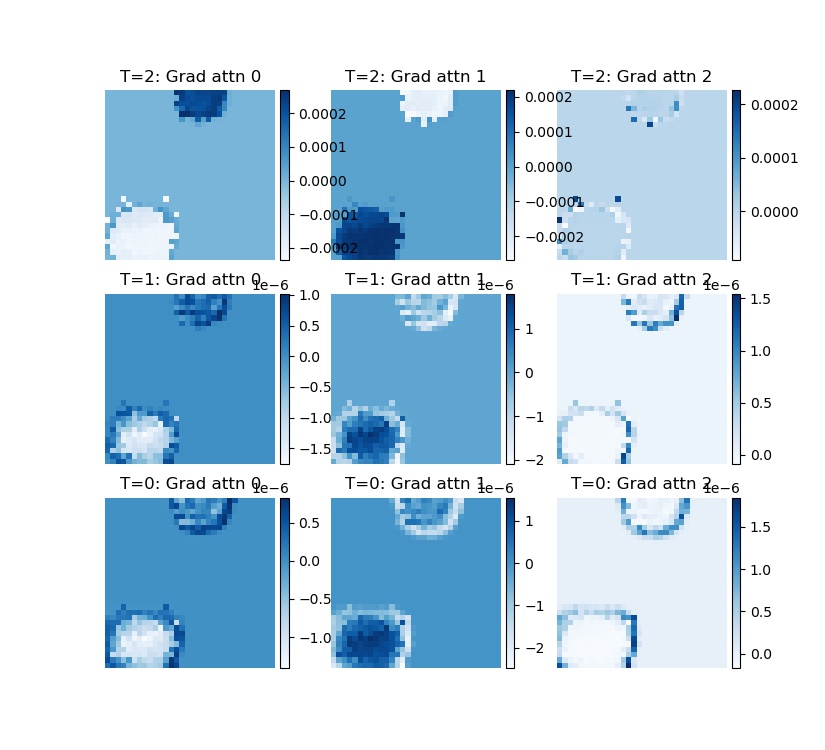 T=2: Grad attn 0
T=2: Grad attn 1
T=2: Grad attn 2
0.0002
0.0001
0.0000
−0.0001
−0.0002
0.0002
0.0001
0.0000
−0.0001
−0.0002
0.0002
0.0001
0.0000
T=1: Grad attn 0
1e−6
T=1: Grad attn 1
1e−6
T=1: Grad attn 2
1e−6
1.0
0.5
0.0
−0.5
−1.0
−1.5
1
0
−1
−2
1.5
1.0
0.5
0.0
T=0: Grad attn 0
1e−6
T=0: Grad attn 1
1e−6
T=0: Grad attn 2
1e−6
0.5
0.0
−0.5
−1.0
1
0
−1
−2
1.5
1.0
0.5
0.0